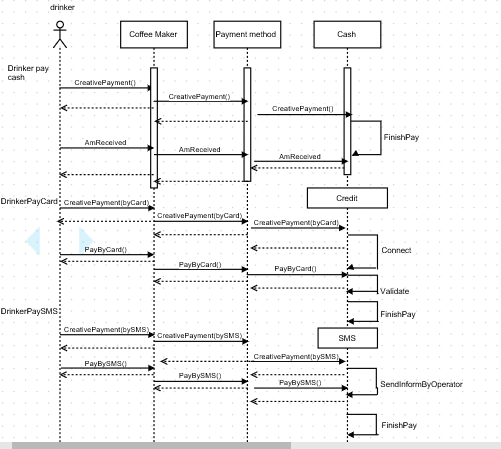 drinker
Coffee Maker
Payment method
Cash
Drinker pay
cash
CreativePayment()
CreativePayment()
CreativePayment()
FinishPay
AmReceived
AmReceived
AmReceived
Credit
DrinkerPayCard
CreativePayment(byCard)
CreativePayment(byCard)
CreativePayment(byCard)
PayByCard()
Connect
PayByCard()
PayByCard()
Validate
DrinkerPaySMS
FinishPay
CreativePayment(bySMS)
CreativePayment(bySMS)
SMS
CreativePayment(bySMS)
PayBySMS()
PayBySMS()
PayBySMS()
SendInformByOperator
FinishPay